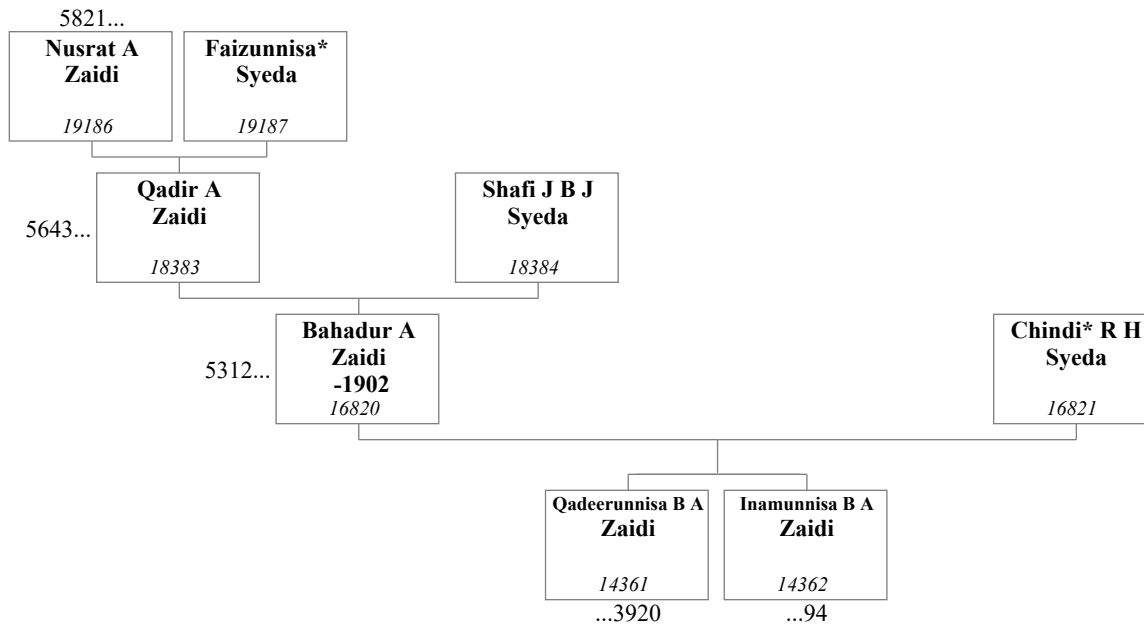 5821...
Nusrat A
Zaidi
19186
Faizunnisa*
Syeda
19187
5643...
Qadir A
Zaidi
18383
Shafi J B J
Syeda
18384
5312...
Bahadur A
Zaidi
-1902
16820
Chindi* R H
Syeda
16821
Qadeerunnisa B A
Zaidi
14361
...3920
Inamunnisa B A
Zaidi
14362
...94